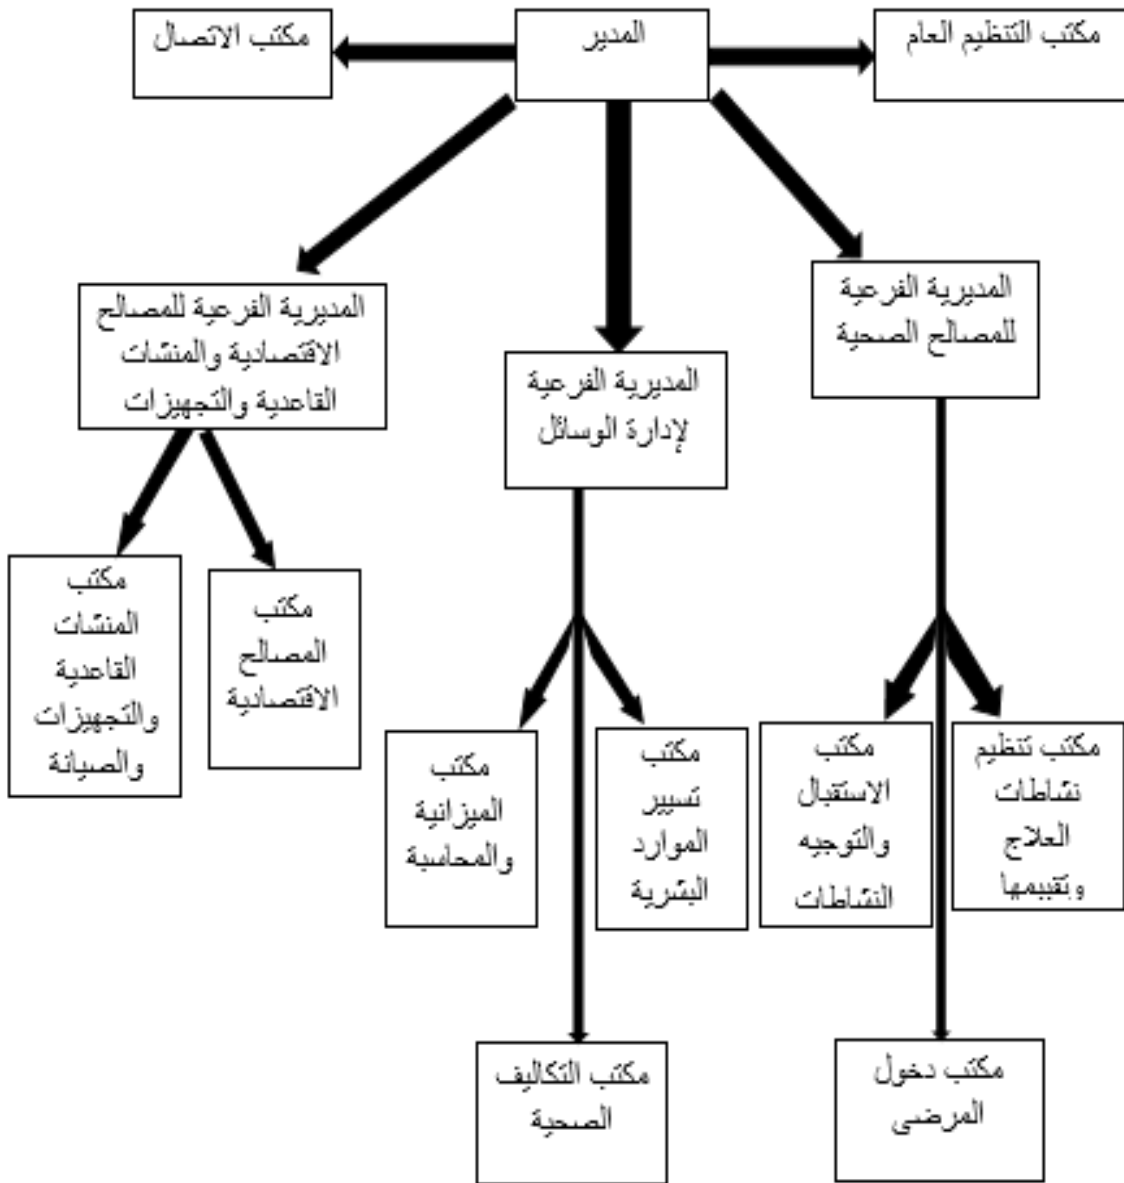 مكتب التنظيم العام
المدير
مكتب الاتصال
المديرية الفرعية
للمصالح الصحية
المديرية الفرعية
لإدارة الوسائل
المديرية الفرعية للمصالح
الاقتصادية والمنشات
القاعدية والتجهيزات
مكتب تنظيم
نشاطات
العلاج
وتقييمها
مكتب
الاستقبال
والتوجيه
النشاطات
مكتب دخول
المرضى
مكتب
تسيير
الموارد
البشرية
مكتب
الميزانية
والمحاسبة
مكتب التكاليف
الصحية
مكتب
المصالح
الاقتصادية
مكتب
المنشات
القاعدية
والتجهيزات
والصيانة